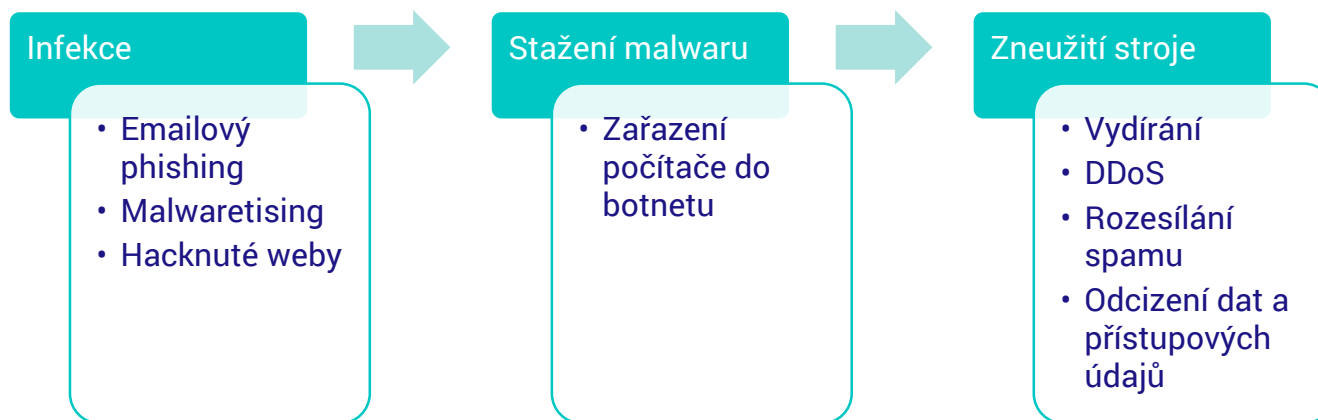 Infekce
• Emailový
phishing
• Malwaretising
• Hacknuté weby
Stažení malwaru
• Zařazení
počítače do
botnetu
Zneužití stroje
• Vydírání
• DDoS
• Rozesílání
spamu
• Odcizení dat a
přístupových
údajů